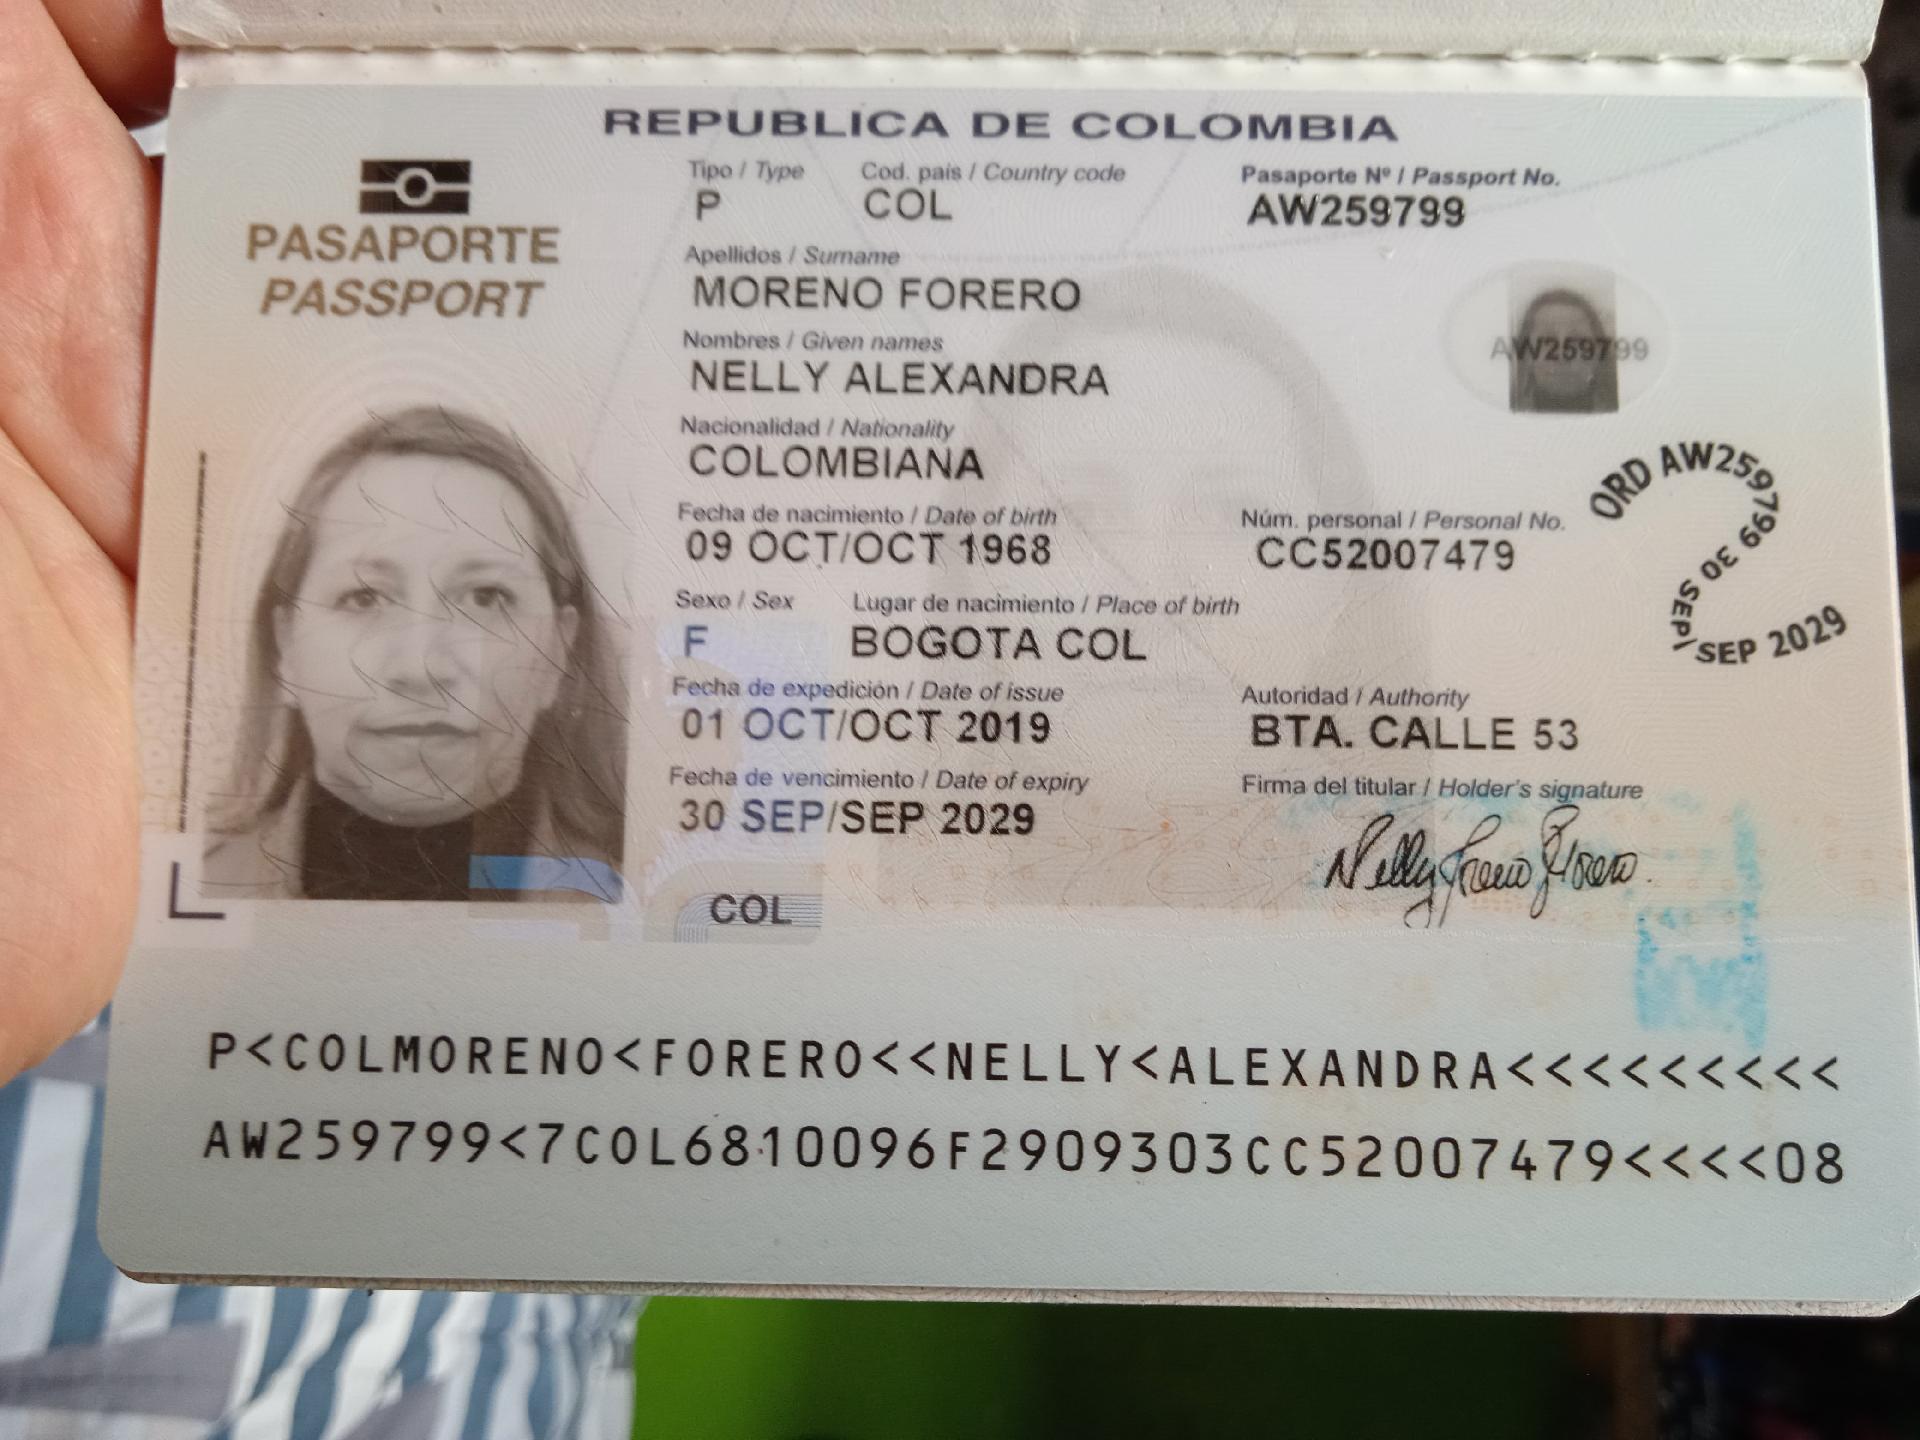 REPUBLICA DE COLOMBIA
PASAPORTE
PASSPORT
Tipo / Type
P
Cod. país / Country code
COL
Pasaporte Nº / Passport No.
AW259799
Apellidos / Surname
MORENO FORERO
Nombres / Given names
NELLY ALEXANDRA
AW259799
Nacionalidad / Nationality
COLOMBIANA
Fecha de nacimiento / Date of birth
09 OCT/OCT 1968
Núm. personal / Personal No.
CC52007479
ORD AW259799 30 SEP/ SEP 2029
Sexo / Sex
F
Lugar de nacimiento / Place of birth
BOGOTA COL
Fecha de expedición / Date of issue
01 OCT/OCT 2019
Autoridad / Authority
BTA. CALLE 53
Fecha de vencimiento / Date of expiry
30 SEP/SEP 2029
Firma del titular / Holder's signature
Nelly Moreno Forero.
COL
P<COLMORENO<FORERO<<NELLY<ALEXANDRA<<<<<<<<<
AW259799<7COL6810096F2909303CC52007479<<<<08